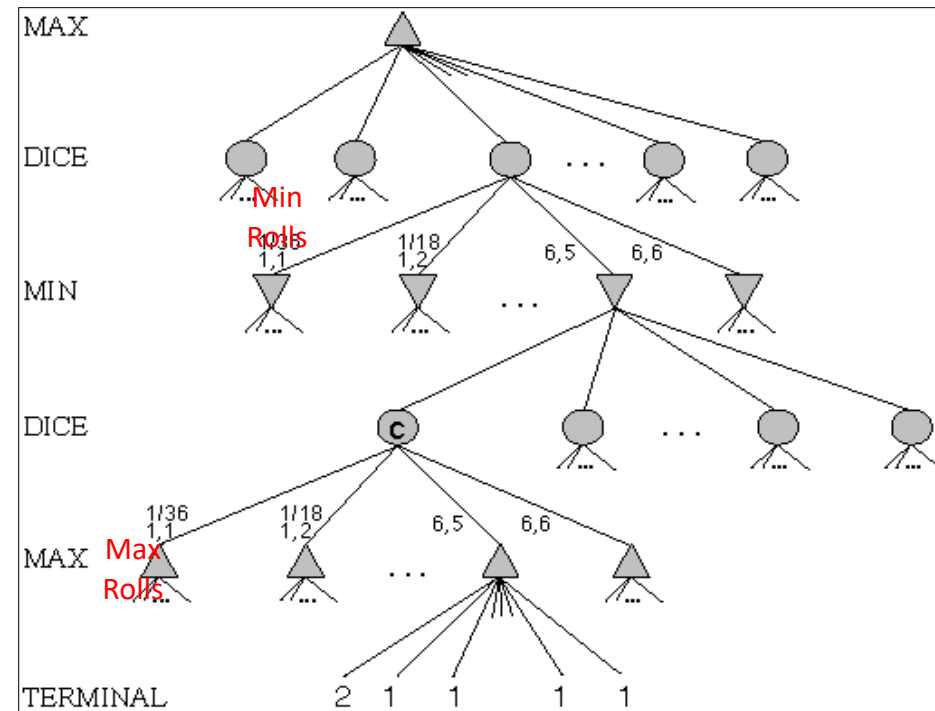 MAX
DICE
...
... ... ... ... ...
Min
Rolls
1/36 1/18
1,1 1,2 6,5 6,6
MIN
...
... ... ... ...
DICE
C
...
... ... ... ...
1/36 1/18
1,1 1,2 6,5 6,6
MAX
Max
Rolls
...
... ... ...
TERMINAL 2 1 1 1 1